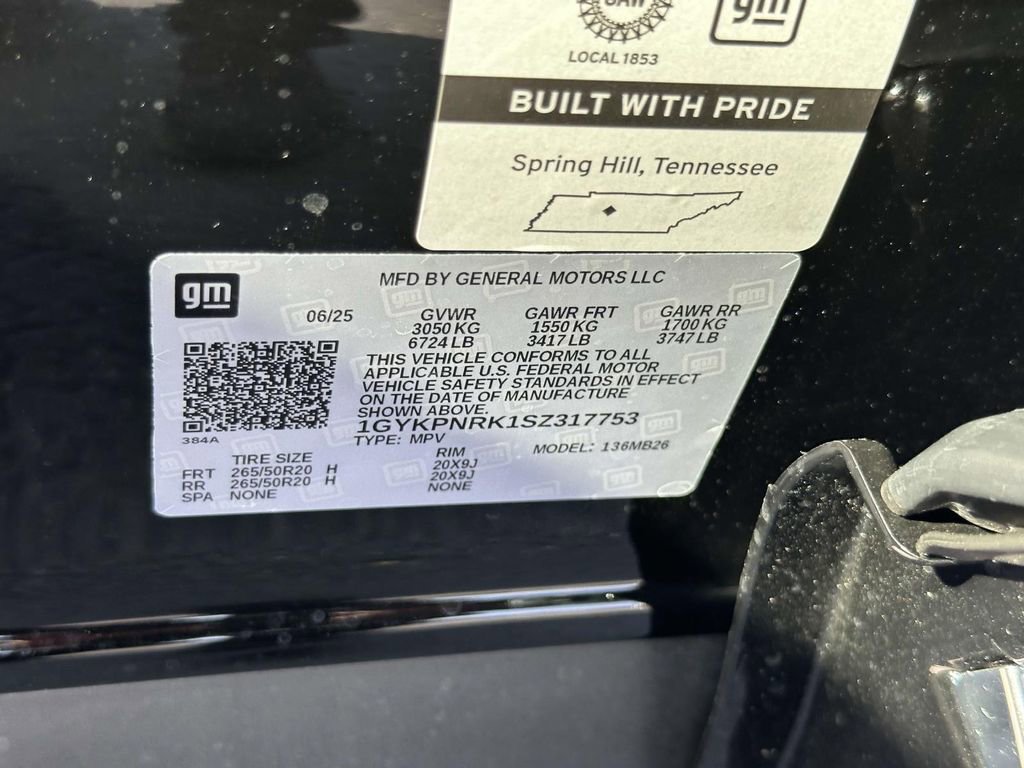 UAW
gm
LOCAL 1853
BUILT WITH PRIDE
Spring Hill, Tennessee
gm
MFD BY GENERAL MOTORS LLC
06/25 GVWR GAWR FRT GAWR RR
3050 KG 1550 KG 1700 KG
6724 LB 3417 LB 3747 LB
THIS VEHICLE CONFORMS TO ALL
APPLICABLE U.S. FEDERAL MOTOR
VEHICLE SAFETY STANDARDS IN EFFECT
ON THE DATE OF MANUFACTURE
SHOWN ABOVE.
1GYKPNRK1SZ317753
384A
TYPE: MPV MODEL: 136MB26
TIRE SIZE RIM
FRT 265/50R20 H 20X9J
RR 265/50R20 H 20X9J
SPA NONE NONE